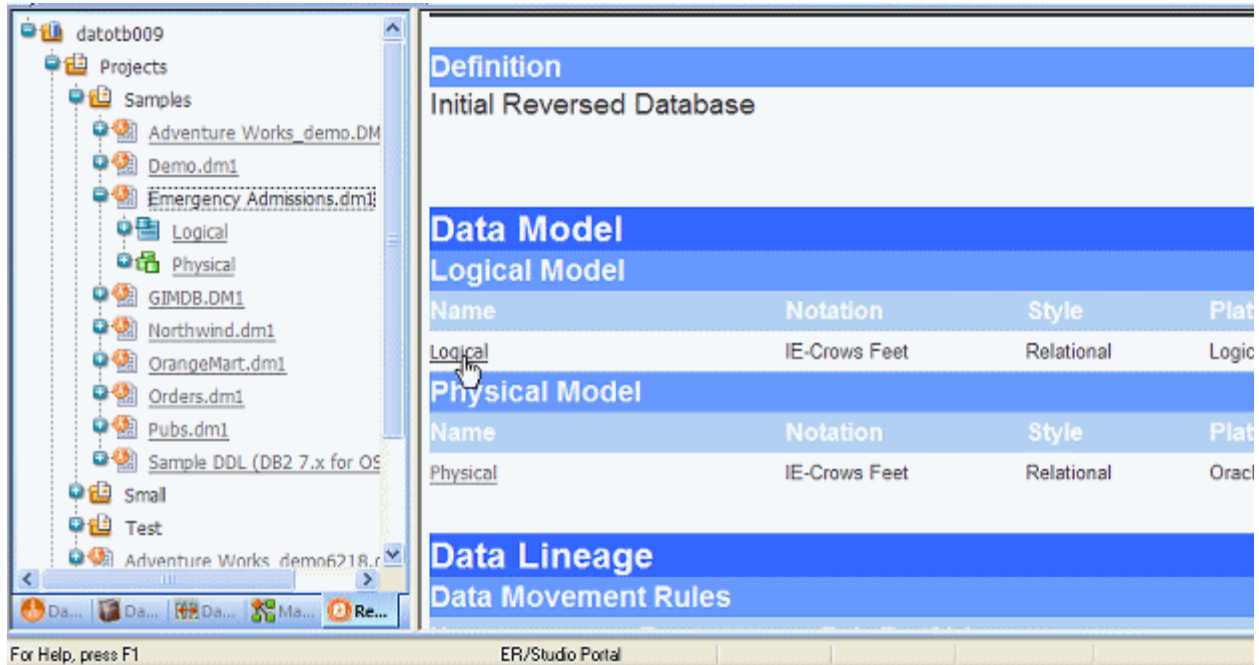 datotb009
Projects
Samples
Adventure Works_demo.DM
Demo.dm1
Emergency Admissions.dm1
Logical
Physical
GIMDB.DM1
Northwind.dm1
OrangeMart.dm1
Orders.dm1
Pubs.dm1
Sample DDL (DB2 7.x for OS
Small
Test
Adventure Works_demo6218.
Da... Da... Da... Ma... Re...
Definition
Initial Reversed Database
Data Model
Logical Model
Name Notation Style Plat
Logical IE-Crows Feet Relational Logic
Physical Model
Name Notation Style Plat
Physical IE-Crows Feet Relational Oracl
Data Lineage
Data Movement Rules
For Help, press F1 ER/Studio Portal